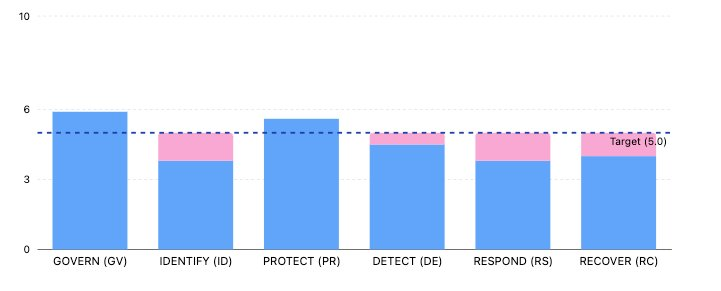 10
6
Target (5.0)
3
0
GOVERN (GV)
IDENTIFY (ID)
PROTECT (PR)
DETECT (DE)
RESPOND (RS)
RECOVER (RC)